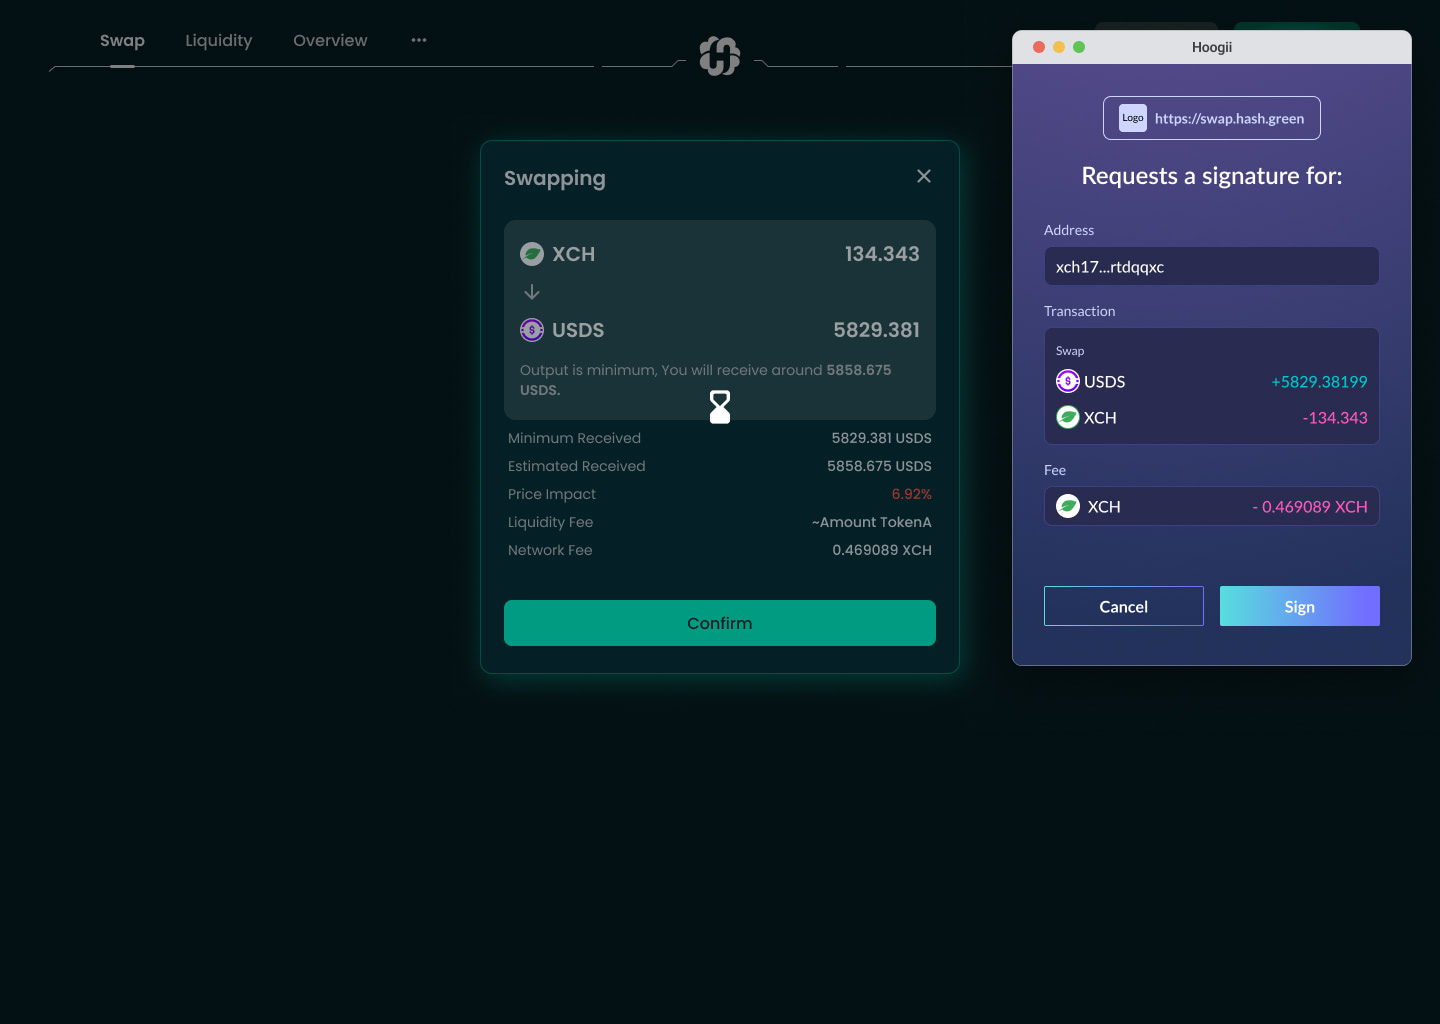 Swap Liquidity Overview ...
Swapping
XCH 134.343
USDS 5829.381
Output is minimum, You will receive around 5858.675
USDS.
Minimum Received 5829.381 USDS
Estimated Received 5858.675 USDS
Price Impact 6.92%
Liquidity Fee ~Amount TokenA
Network Fee 0.469089 XCH
Confirm
Hoogii
Logo https://swap.hash.green
Requests a signature for:
Address
xch17...rtdqqxc
Transaction
Swap
USDS +5829.38199
XCH -134.343
Fee
XCH - 0.469089 XCH
Cancel Sign